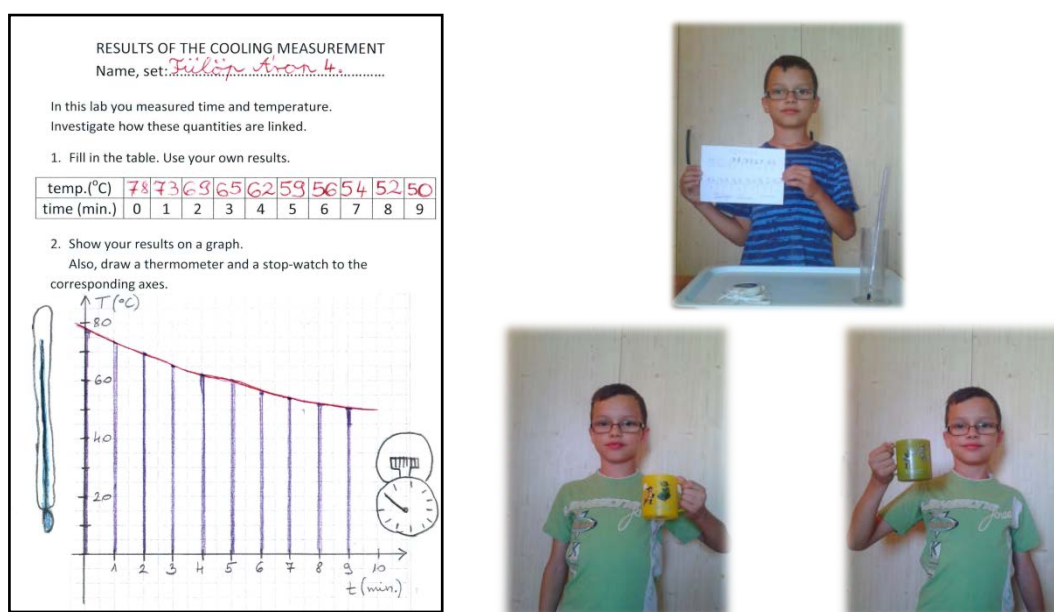 RESULTS OF THE COOLING MEASUREMENT
Name, set: Fülöp Áron 4.
In this lab you measured time and temperature.
Investigate how these quantities are linked.
1. Fill in the table. Use your own results.
temp.(°C) 78 73 69 65 62 59 56 54 52 50
time (min.) 0 1 2 3 4 5 6 7 8 9
2. Show your results on a graph.
Also, draw a thermometer and a stop-watch to the
corresponding axes.
T(°C)
80
60
40
20
1 2 3 4 5 6 7 8 9 10
t(min.)